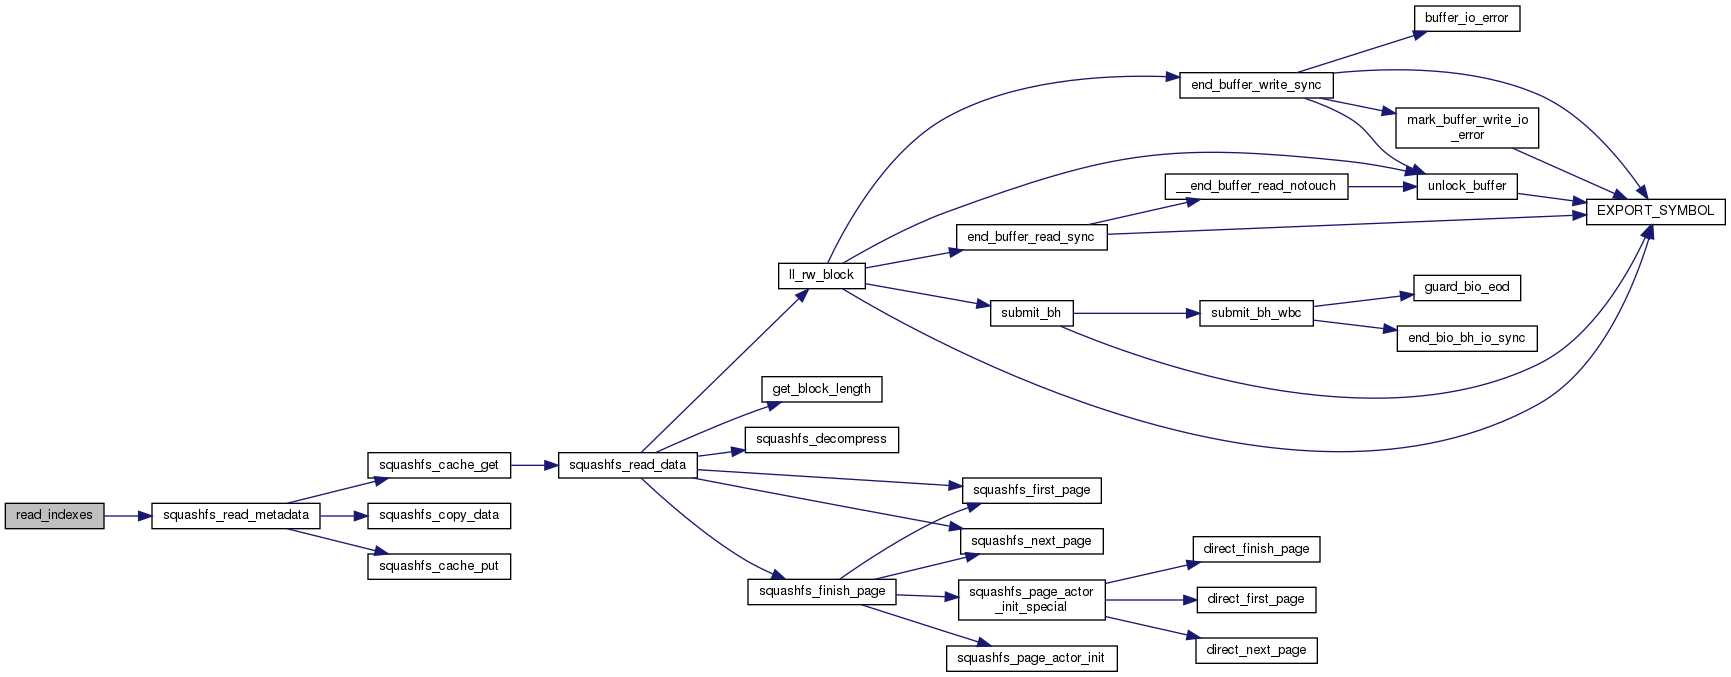 buffer_io_error
end_buffer_write_sync
mark_buffer_write_io
_error
__end_buffer_read_notouch
unlock_buffer
EXPORT_SYMBOL
end_buffer_read_sync
ll_rw_block
guard_bio_eod
submit_bh
submit_bh_wbc
end_bio_bh_io_sync
get_block_length
squashfs_decompress
squashfs_cache_get
squashfs_read_data
squashfs_first_page
read_indexes
squashfs_read_metadata
squashfs_copy_data
squashfs_next_page
direct_finish_page
squashfs_cache_put
squashfs_finish_page
squashfs_page_actor
_init_special
direct_first_page
direct_next_page
squashfs_page_actor_init